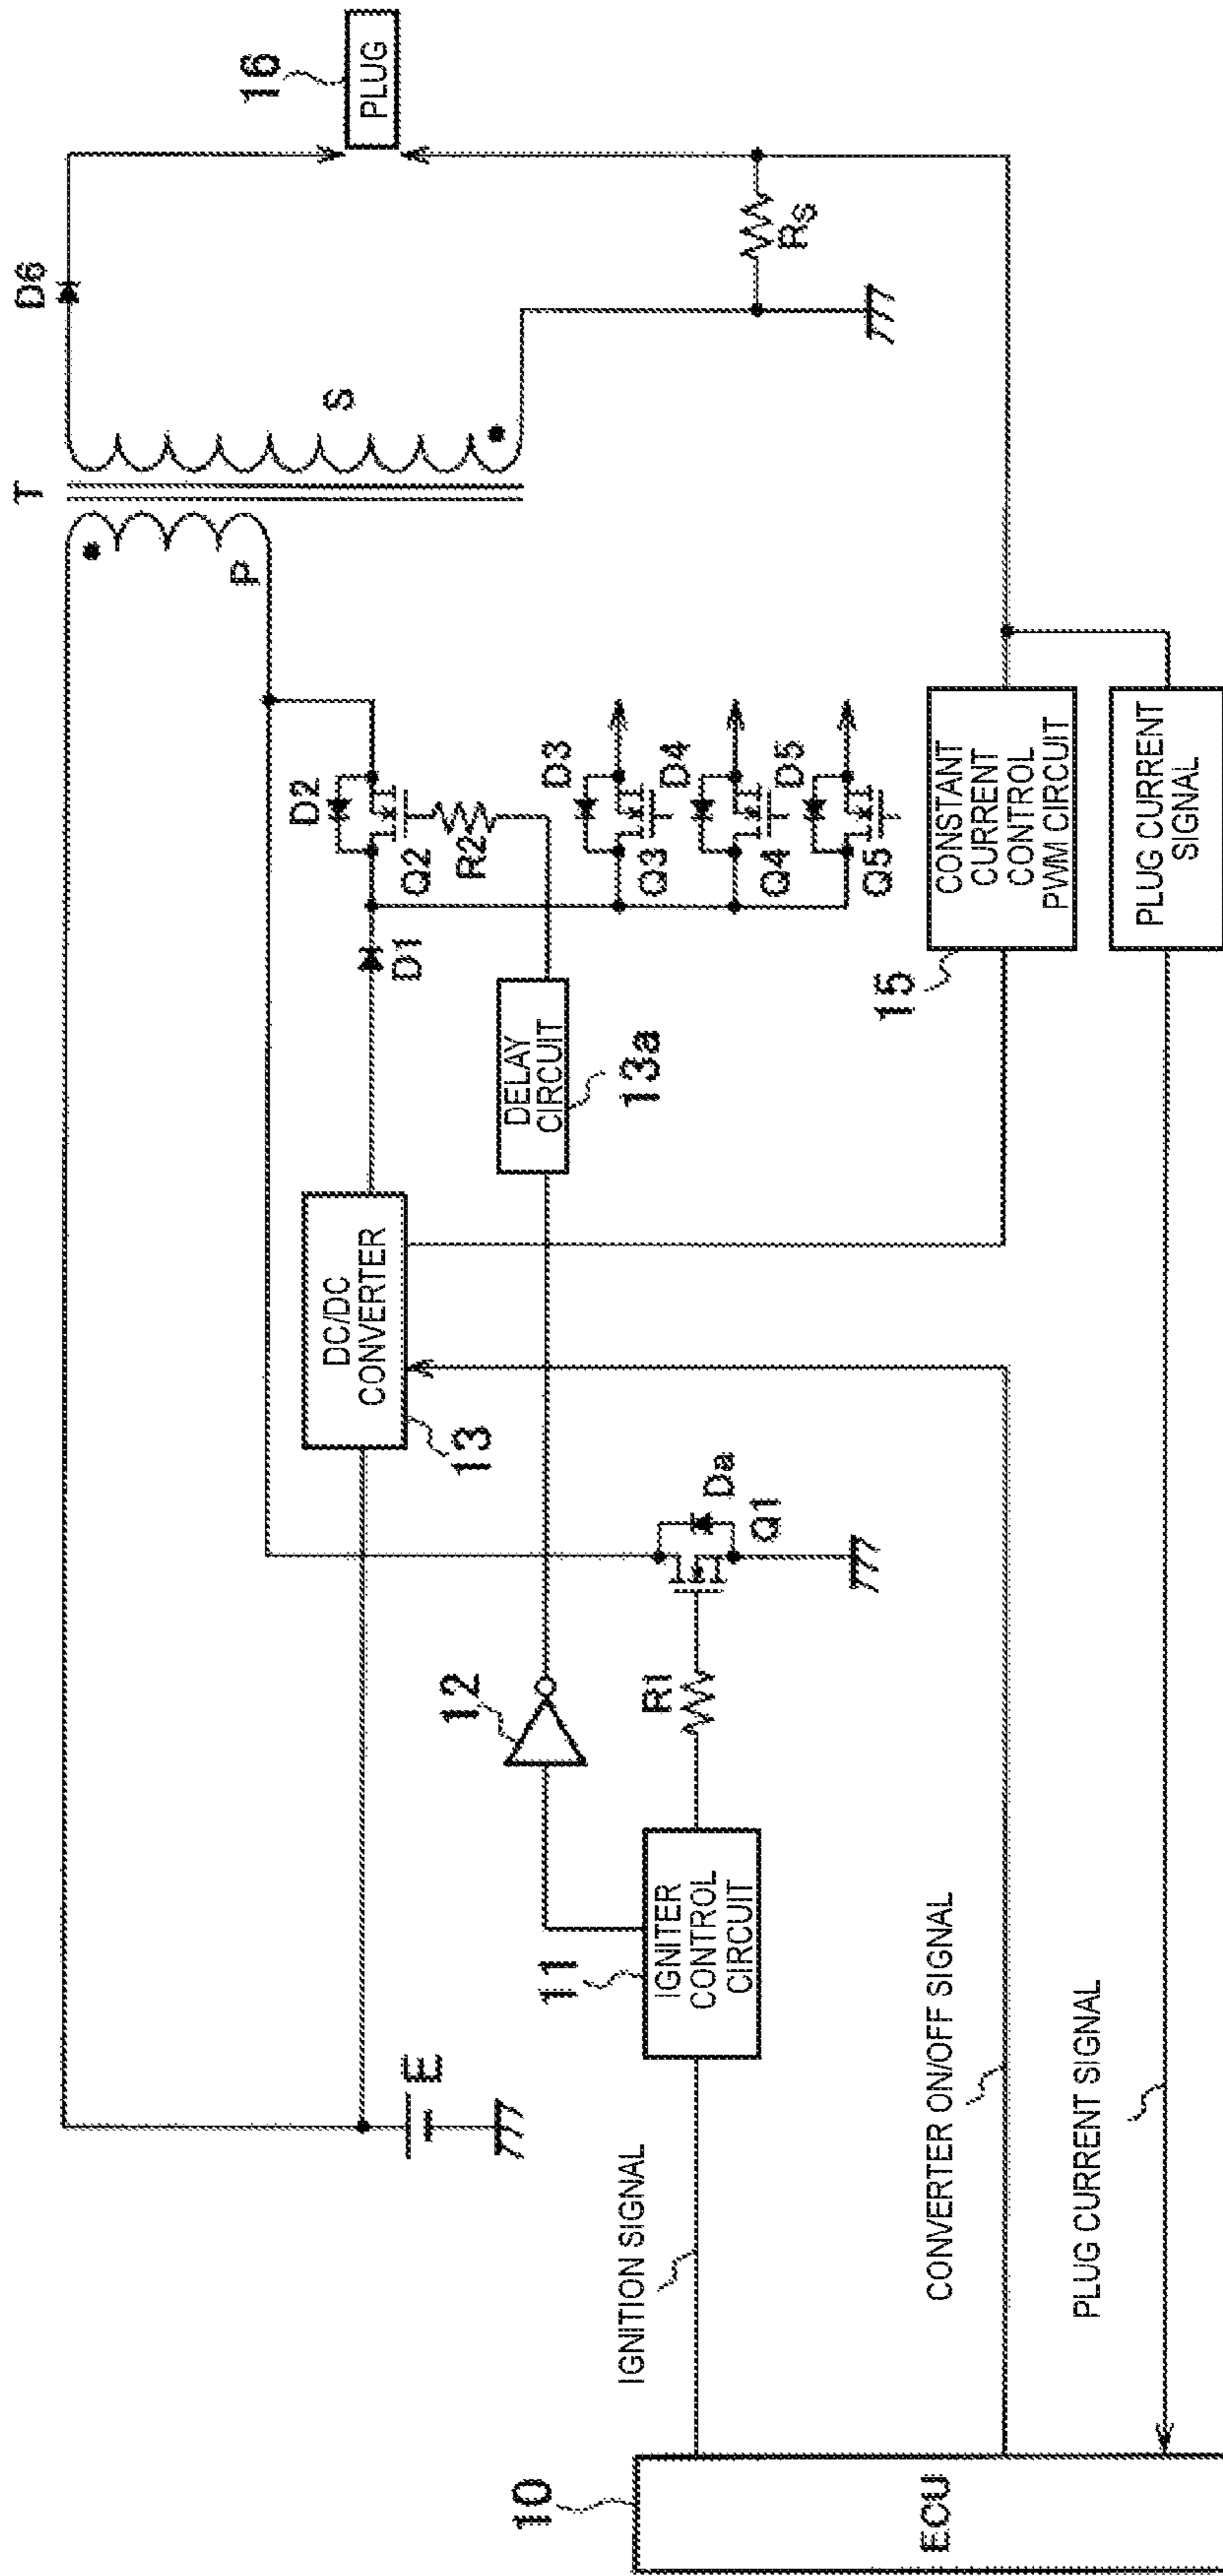 T
D6
16
PLUG
P
S
D2
Q2
R2
D1
RS
D3
Q3
D4
Q4
D5
Q5
DC/DC
CONVERTER
13
DELAY
CIRCUIT
13a
CONSTANT
CURRENT
CONTROL
PWM CIRCUIT
15
PLUG CURRENT
SIGNAL
E
12
R1
Da
Q1
11
IGNITER
CONTROL
CIRCUIT
IGNITION SIGNAL
CONVERTER ON/OFF SIGNAL
PLUG CURRENT SIGNAL
10
ECU